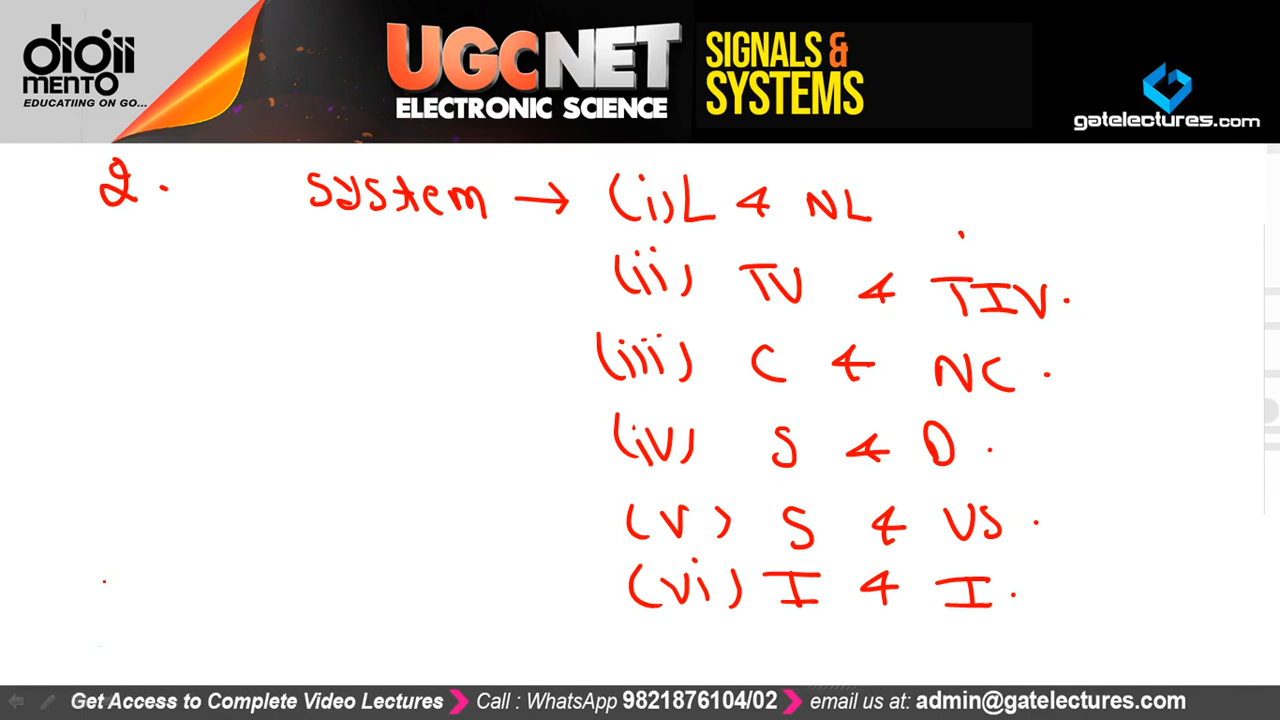 digii
mento
EDUCATIING ON GO...
UGCNET
ELECTRONIC SCIENCE
SIGNALS &
SYSTEMS
gatelectures.com
2. System → (i) L & NL
(ii) TV & TIV.
(iii) C & NC.
(iv) S & D.
(v) S & US.
(vi) I & I.
Get Access to Complete Video Lectures Call : WhatsApp 9821876104/02 email us at: admin@gatelectures.com